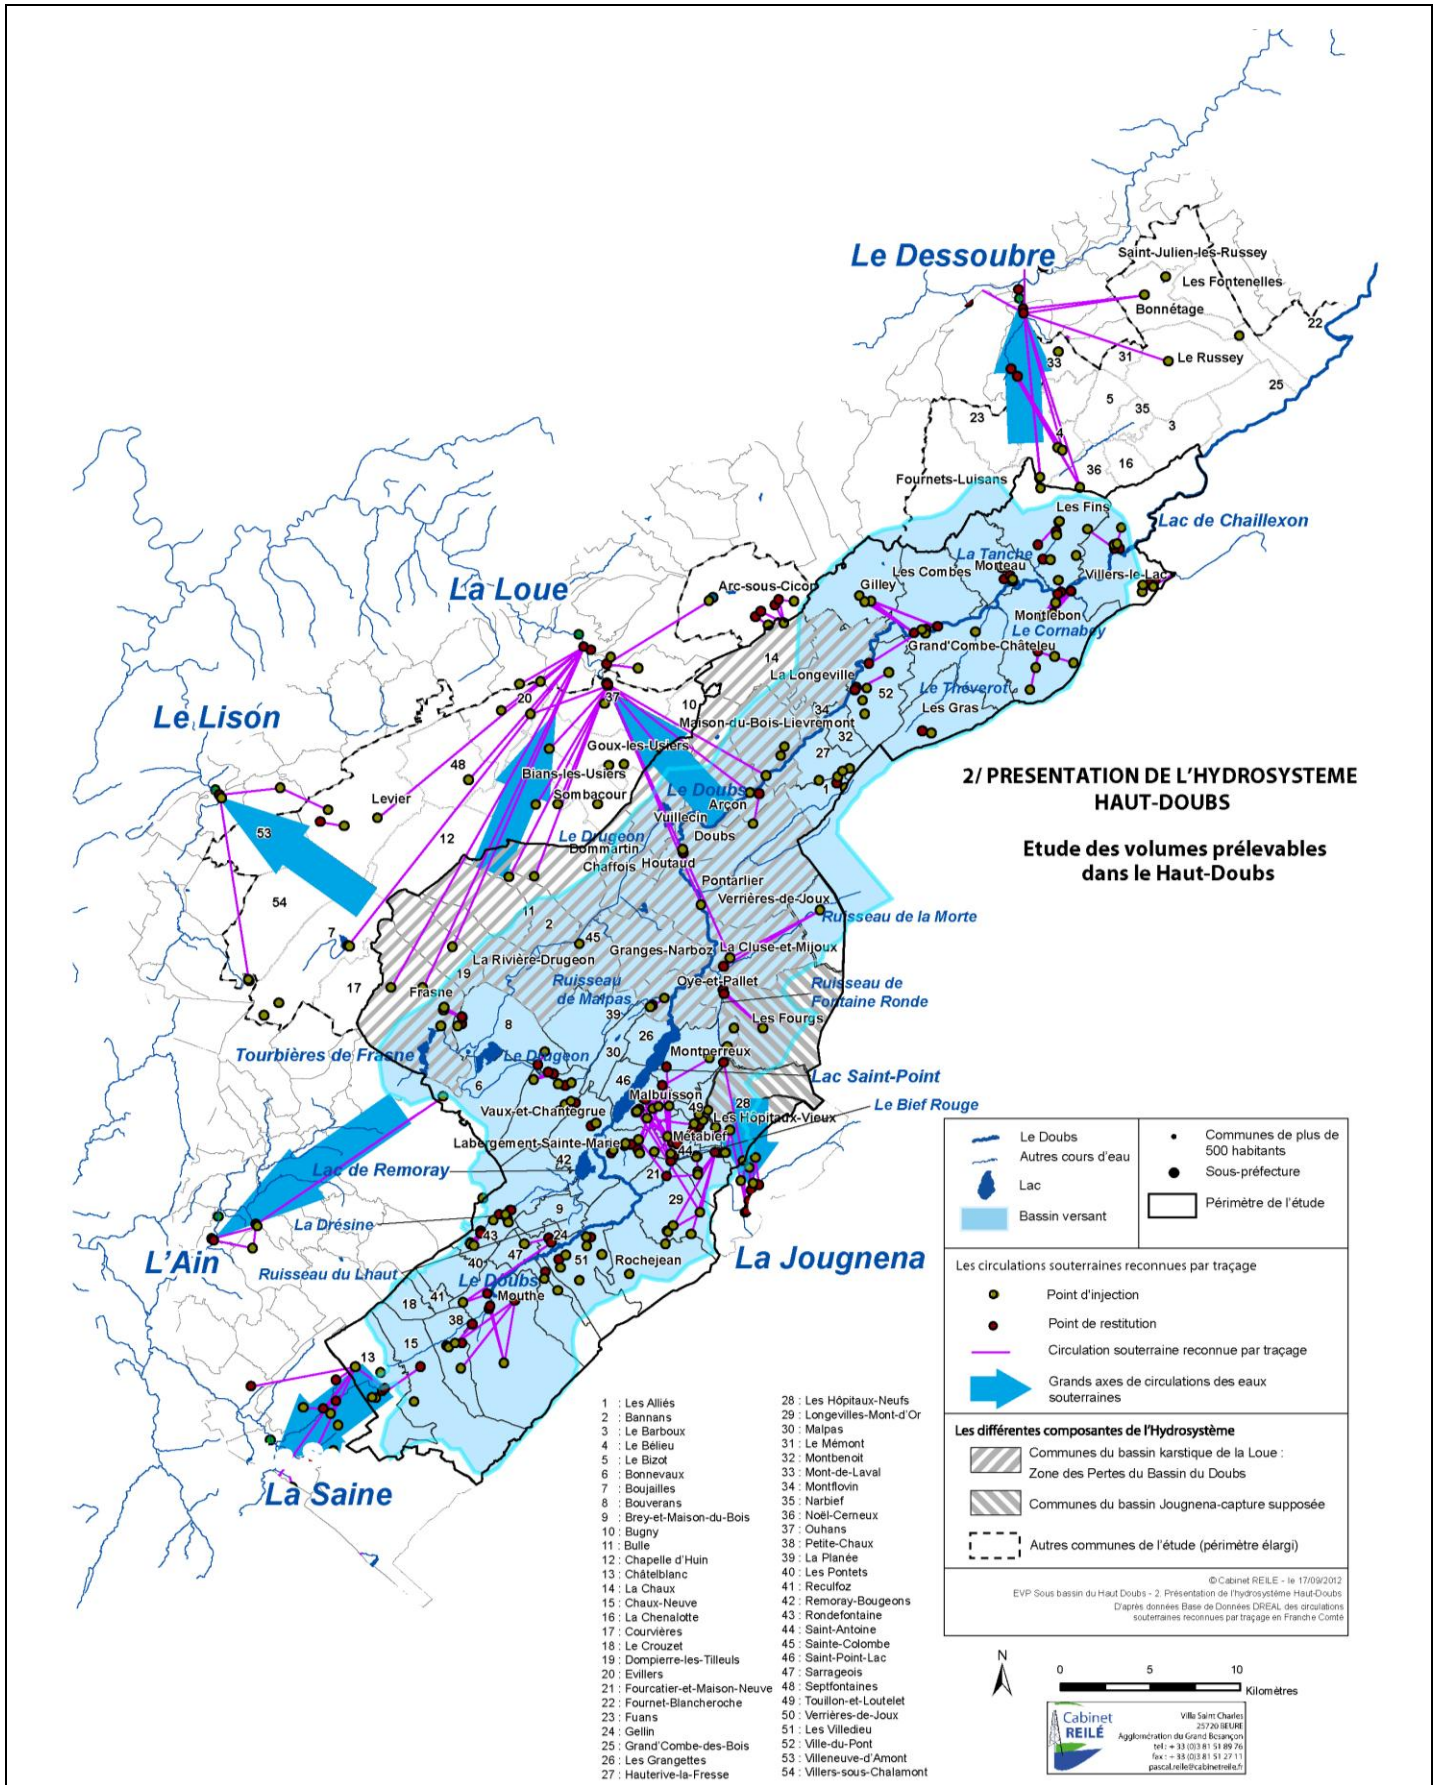 Le Dessoubre
Saint-Julien-les-Russey
Les Fontenelles
Bonnétage
22
33
31
Le Russey
25
5
35
3
23
4
36
16
Fournets-Luisans
Les Fins
Lac de Chaillexon
La Tanche
Les Combes
Morteau
Villers-le-Lac
Gilley
Arc-sous-Cicon
La Loue
Montlebon
Le Cornabey
Grand'Combe-Châteleu
14
La Longeville
52
Le Théverot
Les Gras
37
20
10
34
Maison-du-Bois-Lievremont
32
27
Le Lison
Goux-les-Usiers
48
Bians-les-Usiers
Sombacour
Le Doubs
Arçon
1
2/ PRESENTATION DE L'HYDROSYSTEME
HAUT-DOUBS
Etude des volumes prélevables
dans le Haut-Doubs
Levier
53
12
Vuillecin
Le Drugeon
Doubs
Dommartin
Chaffois
Houtaud
Pontarlier
Verrières-de-Joux
54
11
2
45
7
Ruisseau de la Morte
Granges-Narboz
La Cluse-et-Mijoux
La Rivière-Drugeon
19
17
Frasne
Ruisseau
de Malpas
Oye-et-Pallet
Ruisseau de
Fontaine Ronde
39
Les Fourgs
8
26
30
Tourbières de Frasne
Le Drugeon
Montperreux
Lac Saint-Point
6
46
Malbuisson
28
Le Bief Rouge
Vaux-et-Chantegrue
49
Les Hôpitaux-Vieux
Labergement-Sainte-Marie
Métabief
44
42
Lac de Remoray
21
29
9
La Drésine
43
24
L'Ain
40
47
51
Rochejean
La Jougnena
Ruisseau du Lhaut
Le Doubs
Mouthe
18
41
38
15
13
La Saine
Le Doubs
Autres cours d'eau
Lac
Bassin versant
Communes de plus de
500 habitants
Sous-préfecture
Périmètre de l'étude
Les circulations souterraines reconnues par traçage
Point d'injection
Point de restitution
Circulation souterraine reconnue par traçage
Grands axes de circulations des eaux
souterraines
Les différentes composantes de l'Hydrosystème
Communes du bassin karstique de la Loue :
Zone des Pertes du Bassin du Doubs
Communes du bassin Jougnena-capture supposée
Autres communes de l'étude (périmètre élargi)
© Cabinet REILE - le 17/09/2012
EVP Sous bassin du Haut Doubs - 2. Présentation de l'hydrosystème Haut-Doubs
D'après données Base de Données DREAL des circulations
souterraines reconnues par traçage en Franche Comté
1 : Les Alliés
2 : Bannans
3 : Le Barboux
4 : Le Bélieu
5 : Le Bizot
6 : Bonnevaux
7 : Boujailles
8 : Bouverans
9 : Brey-et-Maison-du-Bois
10 : Bugny
11 : Bulle
12 : Chapelle d'Huin
13 : Châtelblanc
14 : La Chaux
15 : Chaux-Neuve
16 : La Chenalotte
17 : Courvières
18 : Le Crouzet
19 : Dompierre-les-Tilleuls
20 : Evillers
21 : Fourcatier-et-Maison-Neuve
22 : Fournet-Blancheroche
23 : Fuans
24 : Gellin
25 : Grand'Combe-des-Bois
26 : Les Grangettes
27 : Hauterive-la-Fresse
28 : Les Hôpitaux-Neufs
29 : Longevilles-Mont-d'Or
30 : Malpas
31 : Le Mémont
32 : Montbenoit
33 : Mont-de-Laval
34 : Montflovin
35 : Narbief
36 : Noël-Cerneux
37 : Ouhans
38 : Petite-Chaux
39 : La Planée
40 : Les Pontets
41 : Reculfoz
42 : Remoray-Bougeons
43 : Rondefontaine
44 : Saint-Antoine
45 : Sainte-Colombe
46 : Saint-Point-Lac
47 : Sarrageois
48 : Septfontaines
49 : Touillon-et-Loutelet
50 : Verrières-de-Joux
51 : Les Villedieu
52 : Ville-du-Pont
53 : Villeneuve-d'Amont
54 : Villers-sous-Chalamont
N
0 5 10
Kilomètres
Cabinet
REILÉ
Villa Saint Charles
25720 BEURE
Agglomération du Grand Besançon
tel : + 33 (0)3 81 51 89 76
fax : + 33 (0)3 81 51 27 11
pascal.reile@cabinetreile.fr